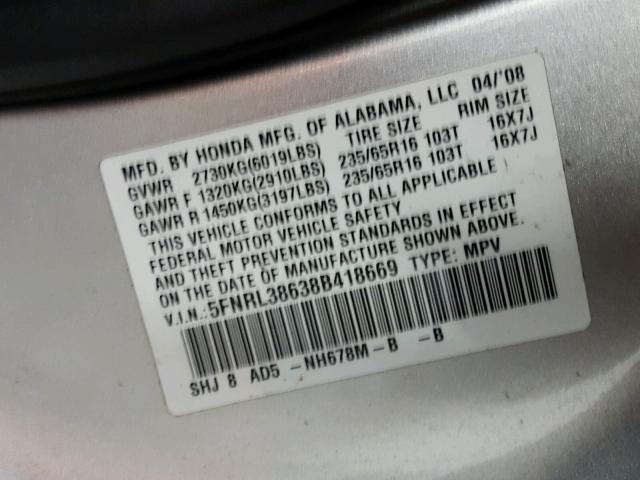 MFD. BY HONDA MFG. OF ALABAMA, LLC 04/'08
TIRE SIZE RIM SIZE
GVWR 2730KG(6019LBS)
GAWR F 1320KG(2910LBS) 235/65R16 103T 16X7J
GAWR R 1450KG(3197LBS) 235/65R16 103T 16X7J
THIS VEHICLE CONFORMS TO ALL APPLICABLE
FEDERAL MOTOR VEHICLE SAFETY
AND THEFT PREVENTION STANDARDS IN EFFECT
ON THE DATE OF MANUFACTURE SHOWN ABOVE.
V.I.N.:5FNRL38638B418669 TYPE: MPV
SHJ 8 AD5 -NH678M-B -B